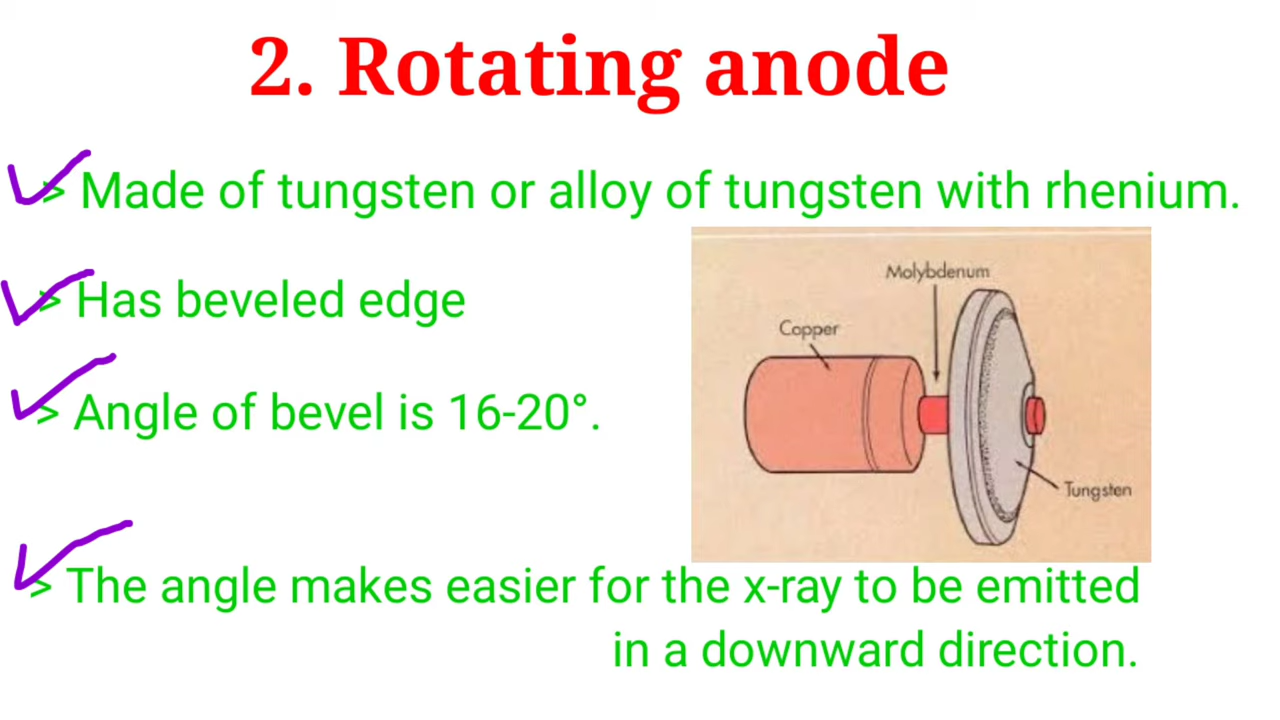 2. Rotating anode
> Made of tungsten or alloy of tungsten with rhenium.
> Has beveled edge
> Angle of bevel is 16-20°.
Molybdenum
Copper
Tungsten
> The angle makes easier for the x-ray to be emitted
in a downward direction.